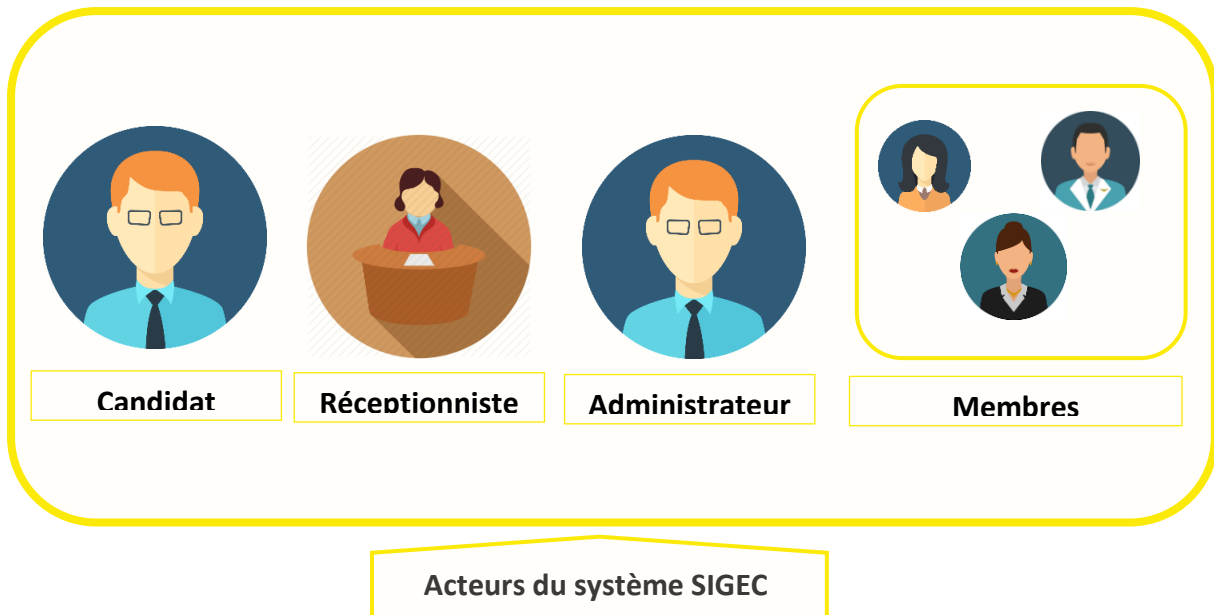 Candidat
Réceptionniste
Administrateur
Membres
Acteurs du système SIGEC